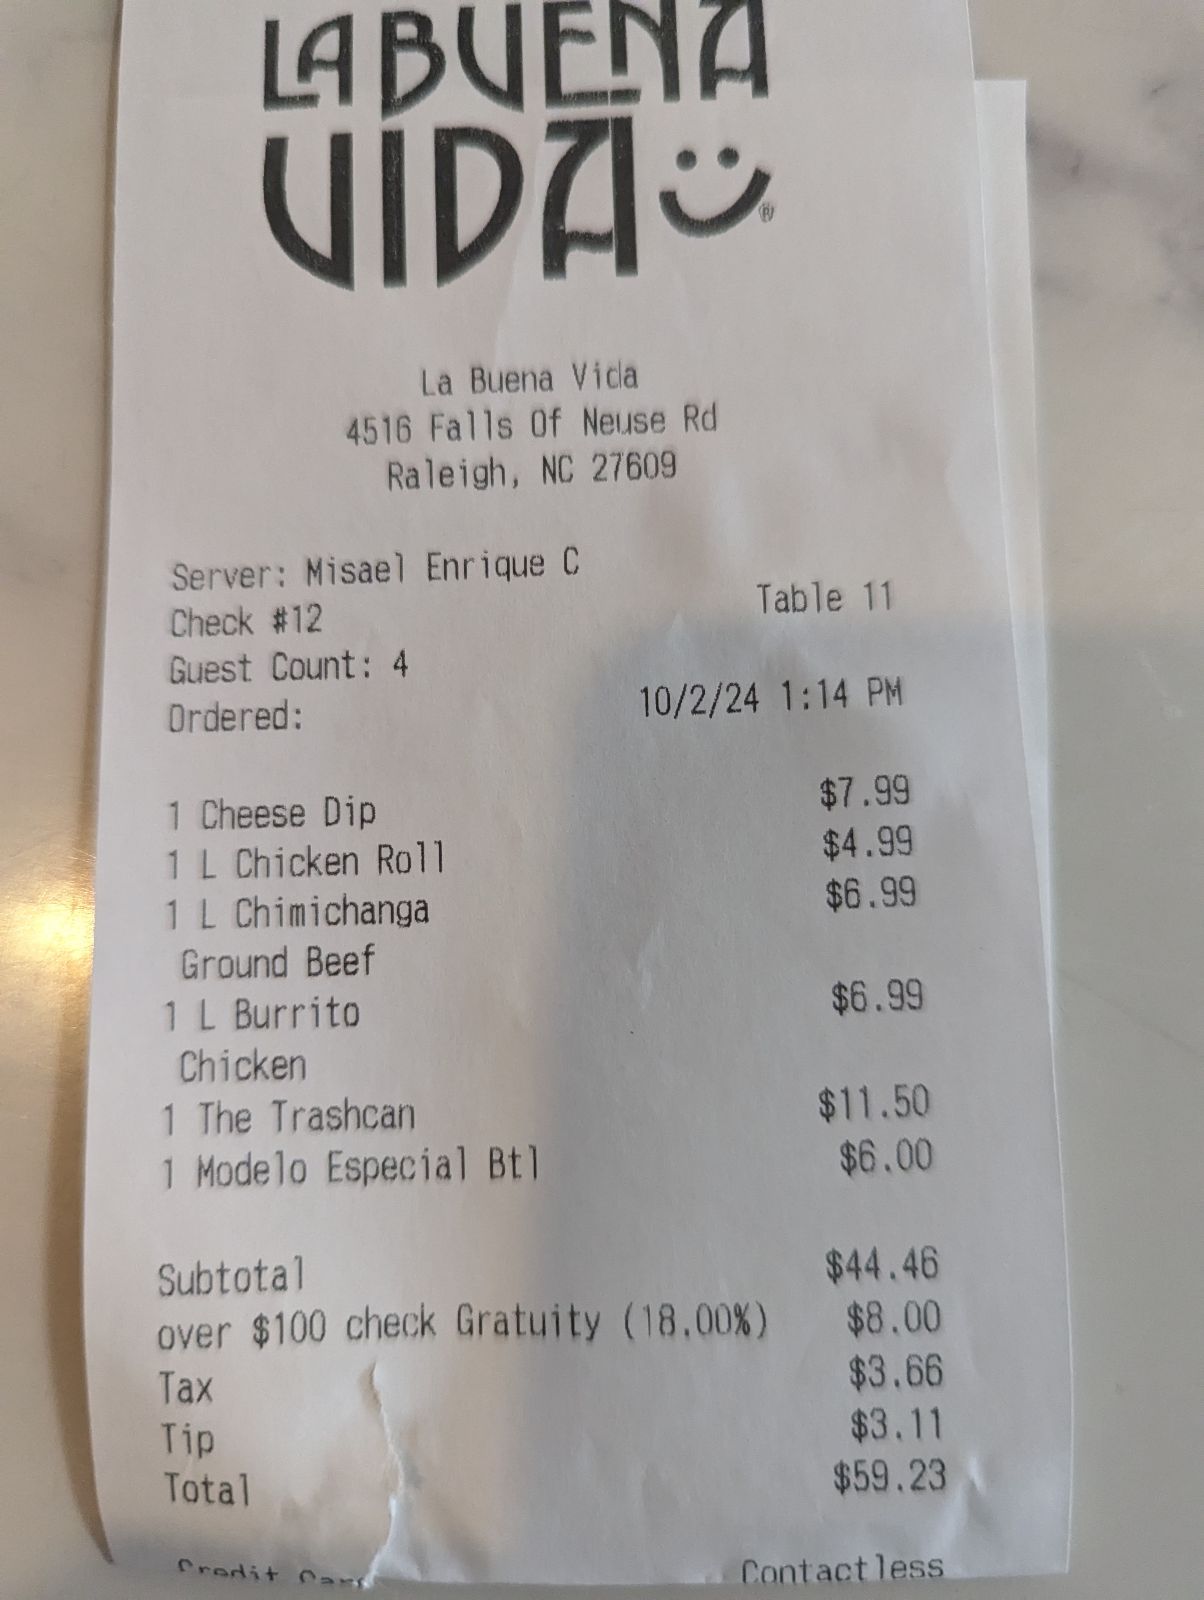 LA BUENA
VIDA ®
La Buena Vida
4516 Falls Of Neuse Rd
Raleigh, NC 27609
Server: Misael Enrique C
Check #12 Table 11
Guest Count: 4
Ordered: 10/2/24 1:14 PM
1 Cheese Dip $7.99
1 L Chicken Roll $4.99
1 L Chimichanga $6.99
Ground Beef
1 L Burrito $6.99
Chicken
1 The Trashcan $11.50
1 Modelo Especial Btl $6.00
Subtotal $44.46
over $100 check Gratuity (18.00%) $8.00
Tax $3.66
Tip $3.11
Total $59.23
Credit Card Contactless